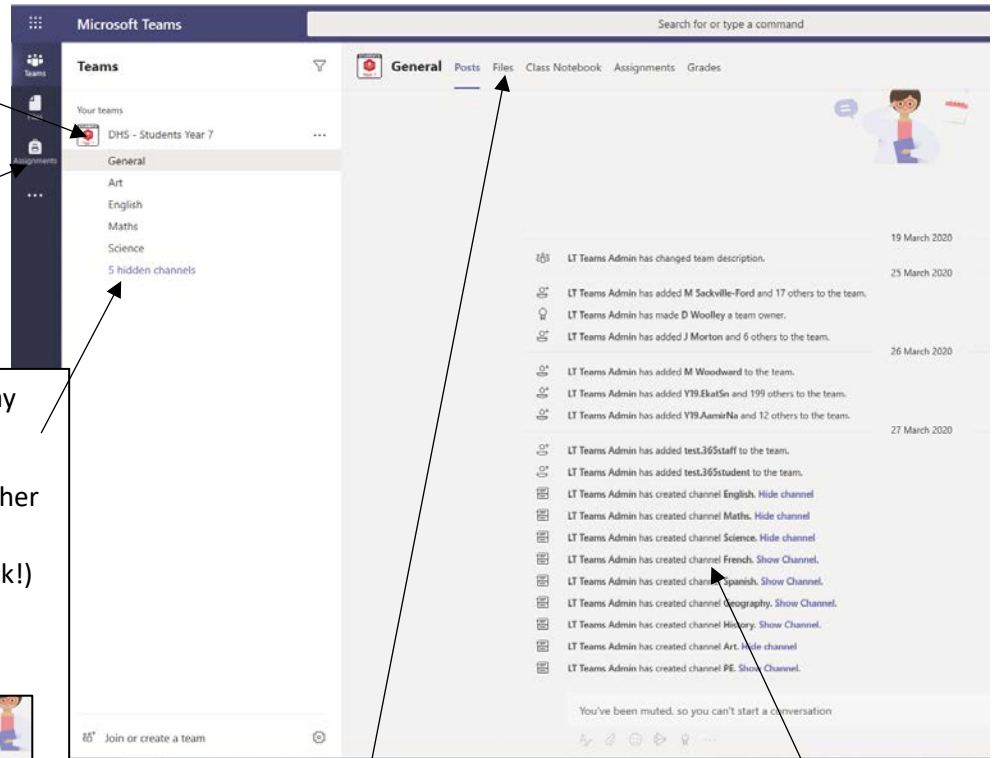 Microsoft Teams
Search for or type a command
Teams
Assignments
Teams
Your teams
DHS - Students Year 7
General
Art
English
Maths
Science
5 hidden channels
Join or create a team
General Posts Files Class Notebook Assignments Grades
19 March 2020
LT Teams Admin has changed team description.
25 March 2020
LT Teams Admin has added M Sackville-Ford and 17 others to the team.
LT Teams Admin has made D Woolley a team owner.
LT Teams Admin has added J Morton and 6 others to the team.
26 March 2020
LT Teams Admin has added M Woodward to the team.
LT Teams Admin has added Y19.EkatSn and 199 others to the team.
LT Teams Admin has added Y19.AamirNa and 12 others to the team.
27 March 2020
LT Teams Admin has added test.365staff to the team.
LT Teams Admin has added test.365student to the team.
LT Teams Admin has created channel English. Hide channel
LT Teams Admin has created channel Maths. Hide channel
LT Teams Admin has created channel Science. Hide channel
LT Teams Admin has created channel French. Show Channel.
LT Teams Admin has created channel Spanish. Show Channel.
LT Teams Admin has created channel Geography. Show Channel.
LT Teams Admin has created channel History. Show Channel.
LT Teams Admin has created channel Art. Hide channel
LT Teams Admin has created channel PE. Show Channel.
You've been muted, so you can't start a conversation
k!)